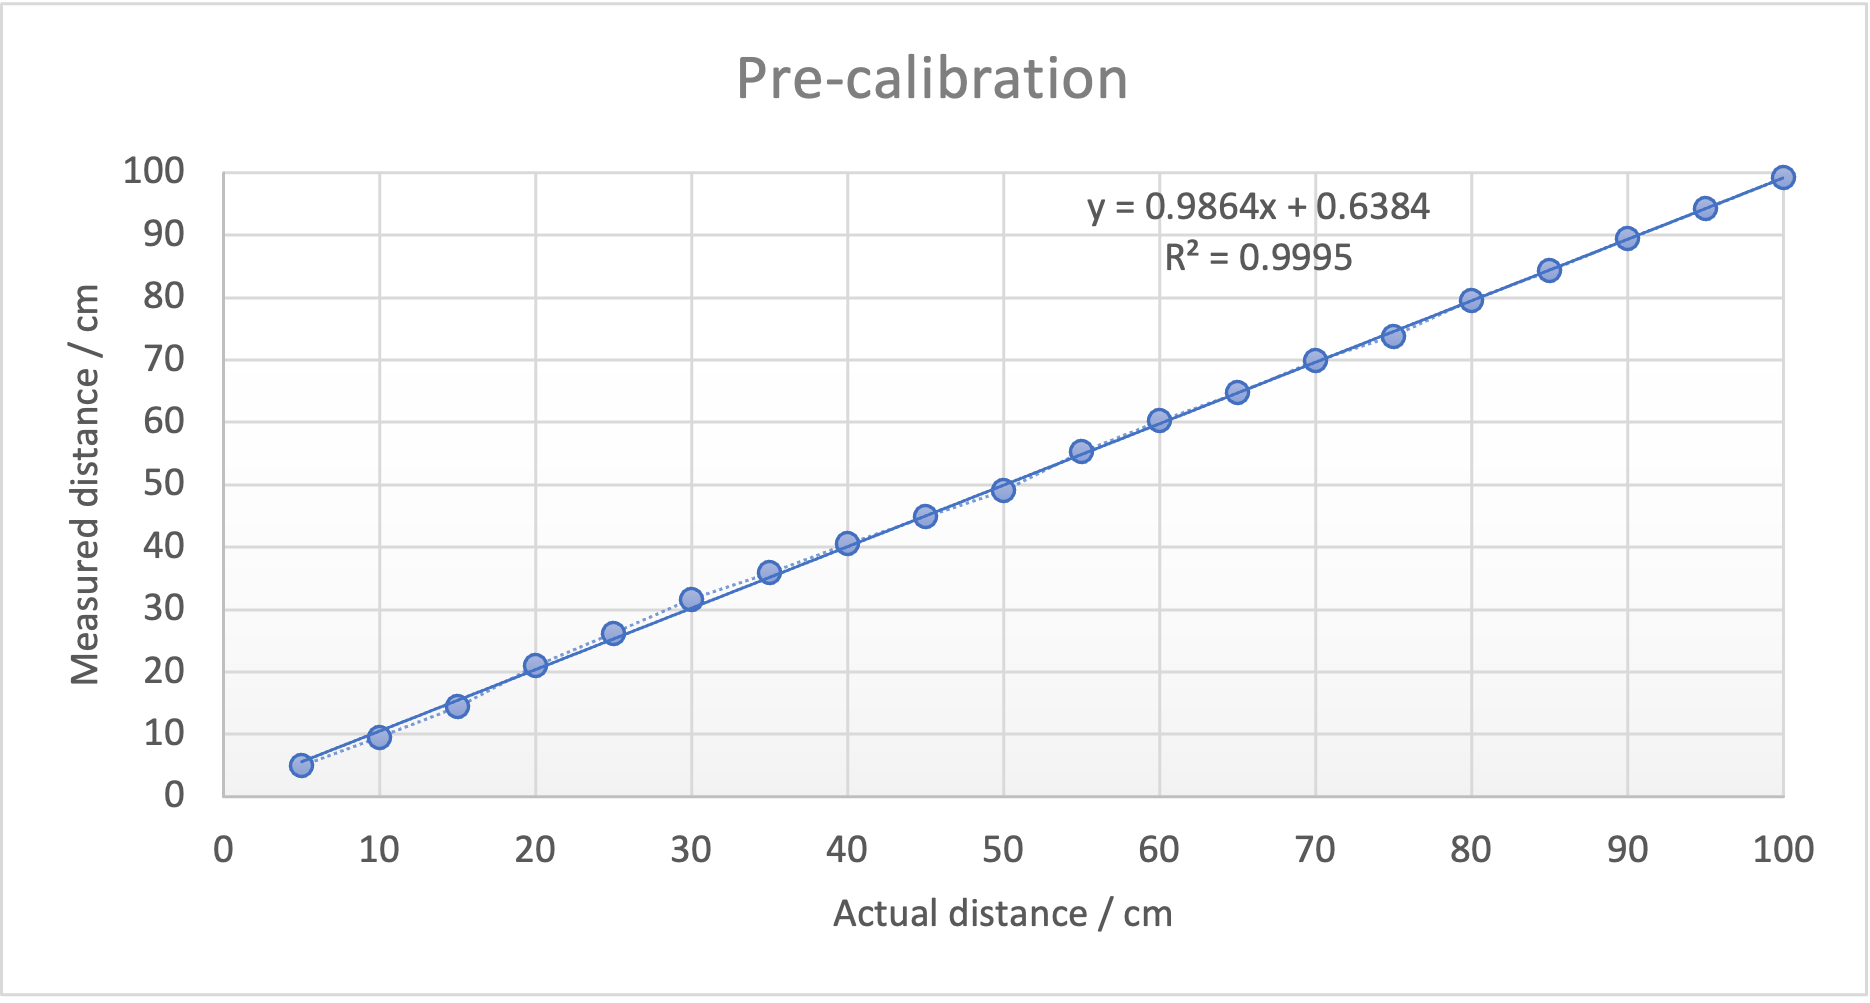 Pre-calibration
y = 0.9864x + 0.6384
R² = 0.9995
100
90
80
70
60
50
40
30
20
10
0
Measured distance / cm
0 10 20 30 40 50 60 70 80 90 100
Actual distance / cm